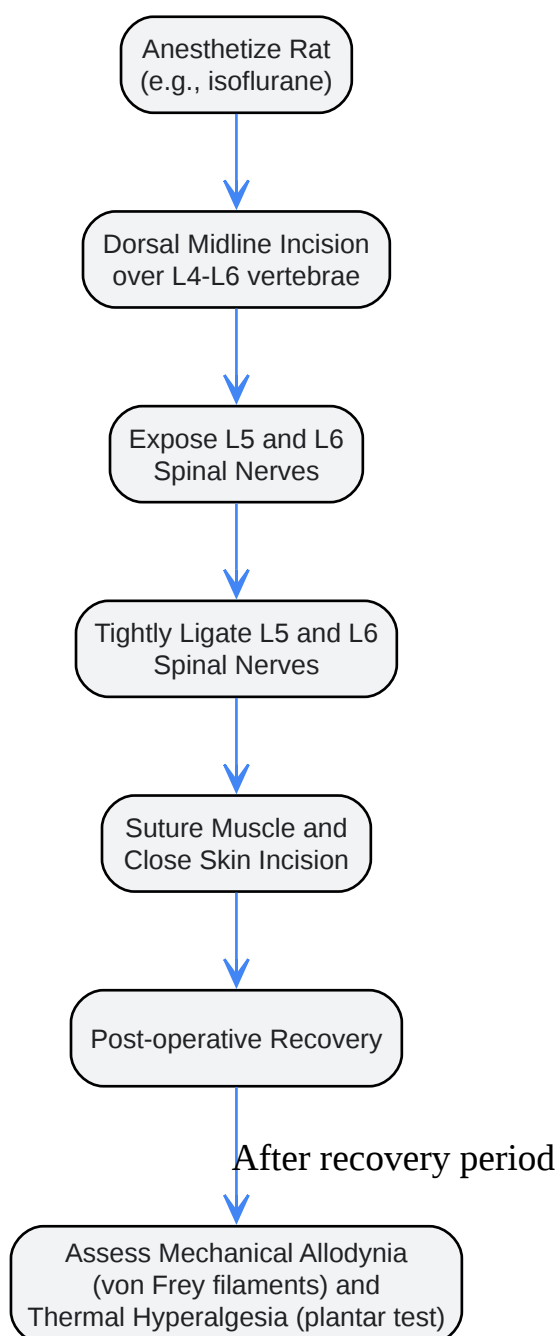 Anesthetize Rat
(e.g., isoflurane)
Dorsal Midline Incision
over L4-L6 vertebrae
Expose L5 and L6
Spinal Nerves
Tightly Ligate L5 and L6
Spinal Nerves
Suture Muscle and
Close Skin Incision
Post-operative Recovery
After recovery period
Assess Mechanical Allodynia
(von Frey filaments) and
Thermal Hyperalgesia (plantar test)